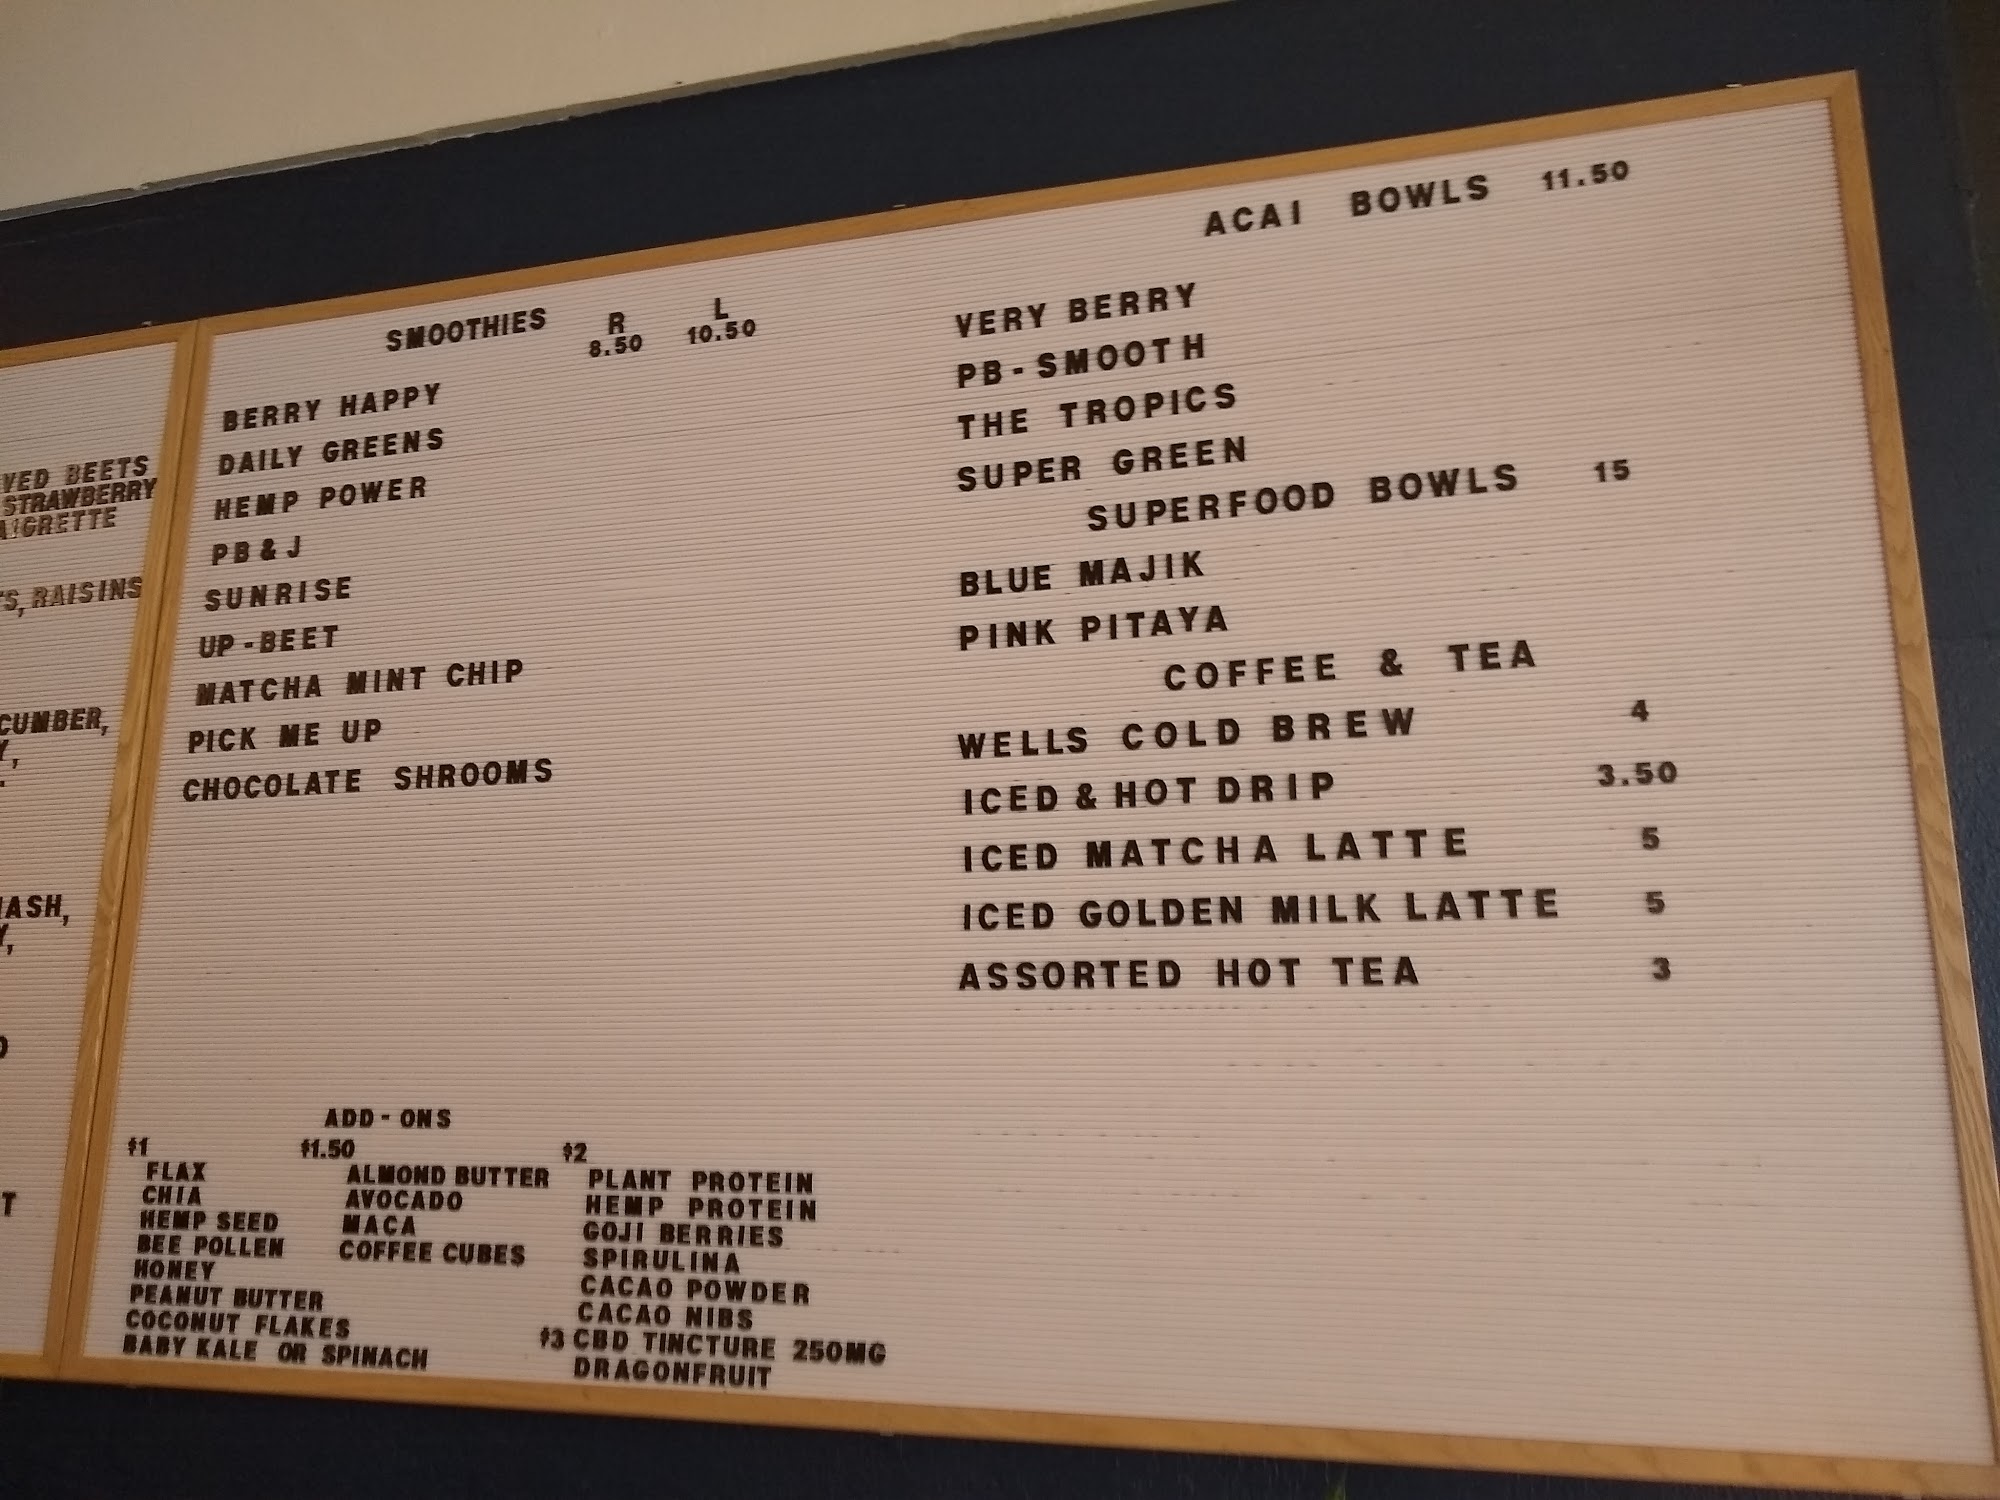 VED BEETS
STRAWBERRY
AIGRETTE
S, RAISINS
CUMBER,
Y,
ASH,
Y,
T
SMOOTHIES R L
8.50 10.50
BERRY HAPPY
DAILY GREENS
HEMP POWER
PB & J
SUNRISE
UP-BEET
MATCHA MINT CHIP
PICK ME UP
CHOCOLATE SHROOMS
ADD-ONS
$1
FLAX
CHIA
HEMP SEED
BEE POLLEN
HONEY
PEANUT BUTTER
COCONUT FLAKES
BABY KALE OR SPINACH
$1.50
ALMOND BUTTER
AVOCADO
MACA
COFFEE CUBES
$2
PLANT PROTEIN
HEMP PROTEIN
GOJI BERRIES
SPIRULINA
CACAO POWDER
CACAO NIBS
$3 CBD TINCTURE 250MG
DRAGONFRUIT
ACAI BOWLS 11.50
VERY BERRY
PB-SMOOTH
THE TROPICS
SUPER GREEN
SUPERFOOD BOWLS 15
BLUE MAJIK
PINK PITAYA
COFFEE & TEA
WELLS COLD BREW 4
ICED & HOT DRIP 3.50
ICED MATCHA LATTE 5
ICED GOLDEN MILK LATTE 5
ASSORTED HOT TEA 3